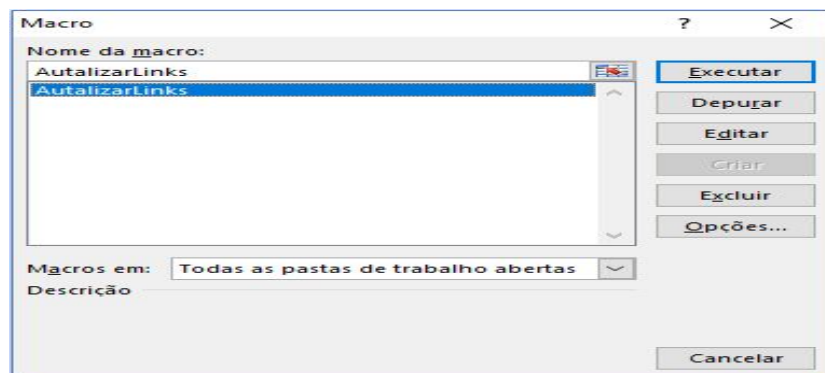 Macro ?
Nome da macro:
AutalizarLinks
AutalizarLinks
Executar
Depurar
Editar
Criar
Excluir
Opções...
Macros em: Todas as pastas de trabalho abertas
Descrição
Cancelar